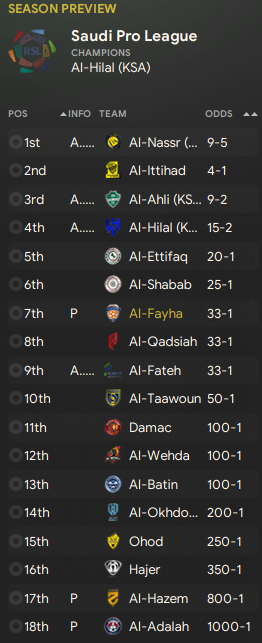 SEASON PREVIEW
Saudi Pro League
CHAMPIONS
Al-Hilal (KSA)
RSL
POS INFO TEAM ODDS
1st A..... Al-Nassr (... 9-5
2nd Al-Ittihad 4-1
3rd A..... Al-Ahli (KS... 9-2
4th A..... Al-Hilal (K... 15-2
5th Al-Ettifaq 20-1
6th Al-Shabab 25-1
7th P Al-Fayha 33-1
8th Al-Qadsiah 33-1
9th A..... Al-Fateh 33-1
10th Al-Taawoun 50-1
11th Damac 100-1
12th Al-Wehda 100-1
13th Al-Batin 100-1
14th Al-Okhdo... 200-1
15th Ohod 250-1
16th Hajer 350-1
17th P Al-Hazem 800-1
18th P Al-Adalah 1000-1